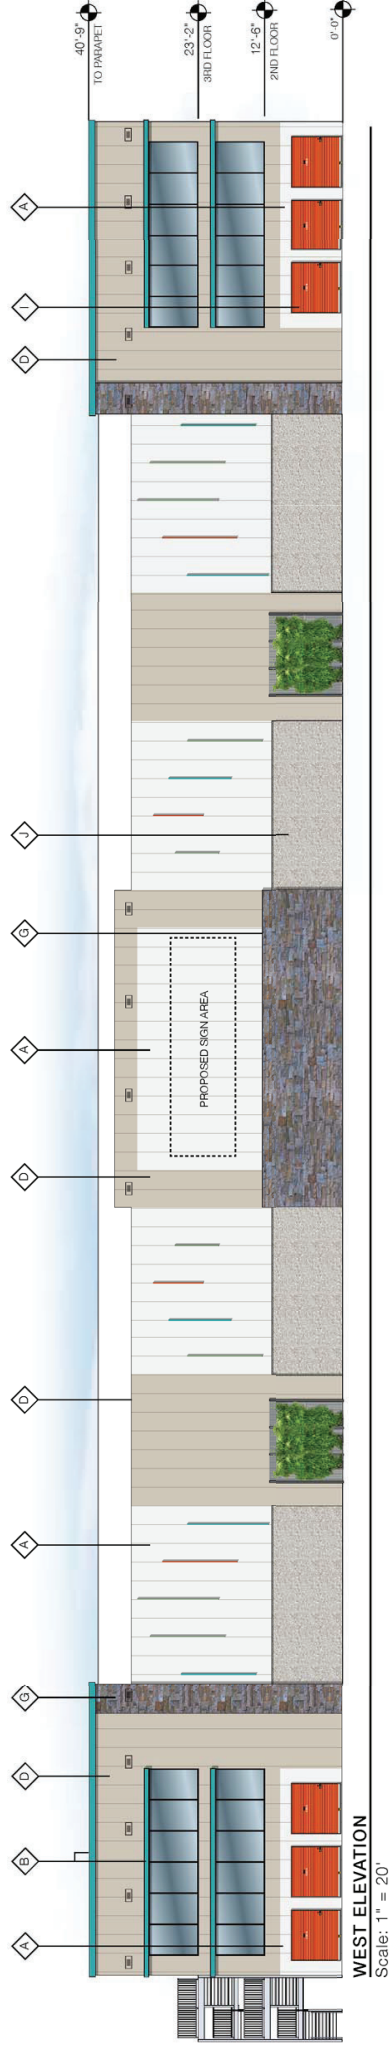 A B D G A D D A G J D I A
40'-9"
TO PARAPET
23'-2"
3RD FLOOR
12'-6"
2ND FLOOR
0'-0"
PROPOSED SIGN AREA
WEST ELEVATION
Scale: 1" = 20'